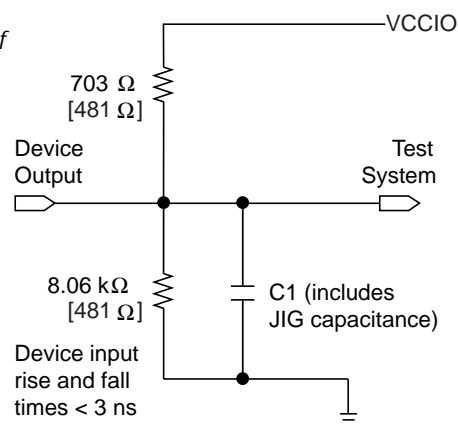 f
VCCIO
703 Ω
[481 Ω]
Device
Output
Test
System
8.06 kΩ
[481 Ω]
C1 (includes
JIG capacitance)
Device input
rise and fall
times < 3 ns